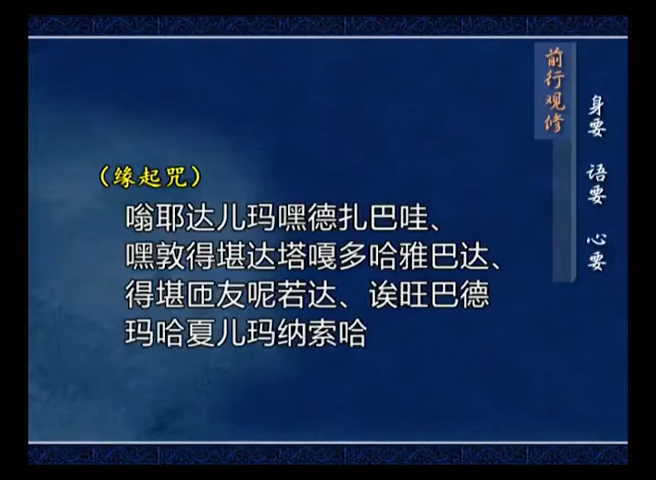 前行观修
身要 语要 心要
（缘起咒）
嗡耶达儿玛嘿德扎巴哇、
嘿敦得堪达塔嘎多哈雅巴达、
得堪匝友呢若达、诶旺巴德
玛哈夏儿玛纳索哈